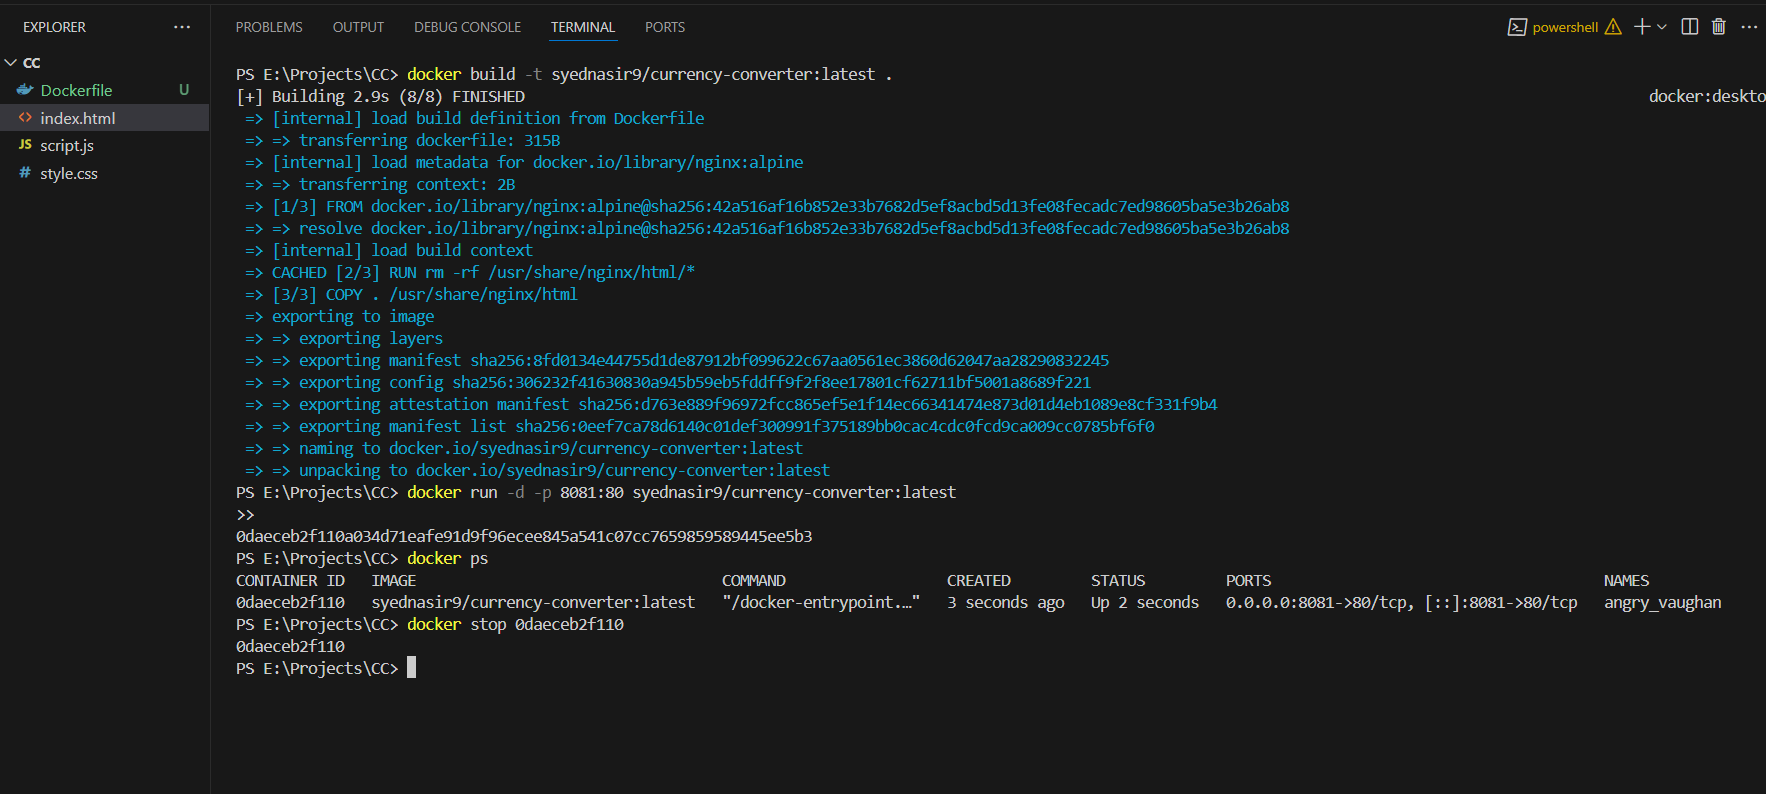 EXPLORER ...
PROBLEMS OUTPUT DEBUG CONSOLE TERMINAL PORTS
powershell
CC
Dockerfile U
index.html
JS script.js
# style.css
PS E:\Projects\CC> docker build -t syednasir9/currency-converter:latest .
[+] Building 2.9s (8/8) FINISHED docker:deskto
=> [internal] load build definition from Dockerfile
=> => transferring dockerfile: 315B
=> [internal] load metadata for docker.io/library/nginx:alpine
=> => transferring context: 2B
=> [1/3] FROM docker.io/library/nginx:alpine@sha256:42a516af16b852e33b7682d5ef8acbd5d13fe08fecadc7ed98605ba5e3b26ab8
=> => resolve docker.io/library/nginx:alpine@sha256:42a516af16b852e33b7682d5ef8acbd5d13fe08fecadc7ed98605ba5e3b26ab8
=> [internal] load build context
=> CACHED [2/3] RUN rm -rf /usr/share/nginx/html/*
=> [3/3] COPY . /usr/share/nginx/html
=> exporting to image
=> => exporting layers
=> => exporting manifest sha256:8fd0134e44755d1de87912bf099622c67aa0561ec3860d62047aa28290832245
=> => exporting config sha256:306232f41630830a945b59eb5fddff9f2f8ee17801cf62711bf5001a8689f221
=> => exporting attestation manifest sha256:d763e889f96972fcc865ef5e1f14ec66341474e873d01d4eb1089e8cf331f9b4
=> => exporting manifest list sha256:0eef7ca78d6140c01def300991f375189bb0cac4cdc0fcd9ca009cc0785bf6f0
=> => naming to docker.io/syednasir9/currency-converter:latest
=> => unpacking to docker.io/syednasir9/currency-converter:latest
PS E:\Projects\CC> docker run -d -p 8081:80 syednasir9/currency-converter:latest
>>
0daeceb2f110a034d71eafe91d9f96ecee845a541c07cc7659859589445ee5b3
PS E:\Projects\CC> docker ps
CONTAINER ID IMAGE COMMAND CREATED STATUS PORTS NAMES
0daeceb2f110 syednasir9/currency-converter:latest "/docker-entrypoint.…" 3 seconds ago Up 2 seconds 0.0.0.0:8081->80/tcp, [::]:8081->80/tcp angry_vaughan
PS E:\Projects\CC> docker stop 0daeceb2f110
0daeceb2f110
PS E:\Projects\CC>